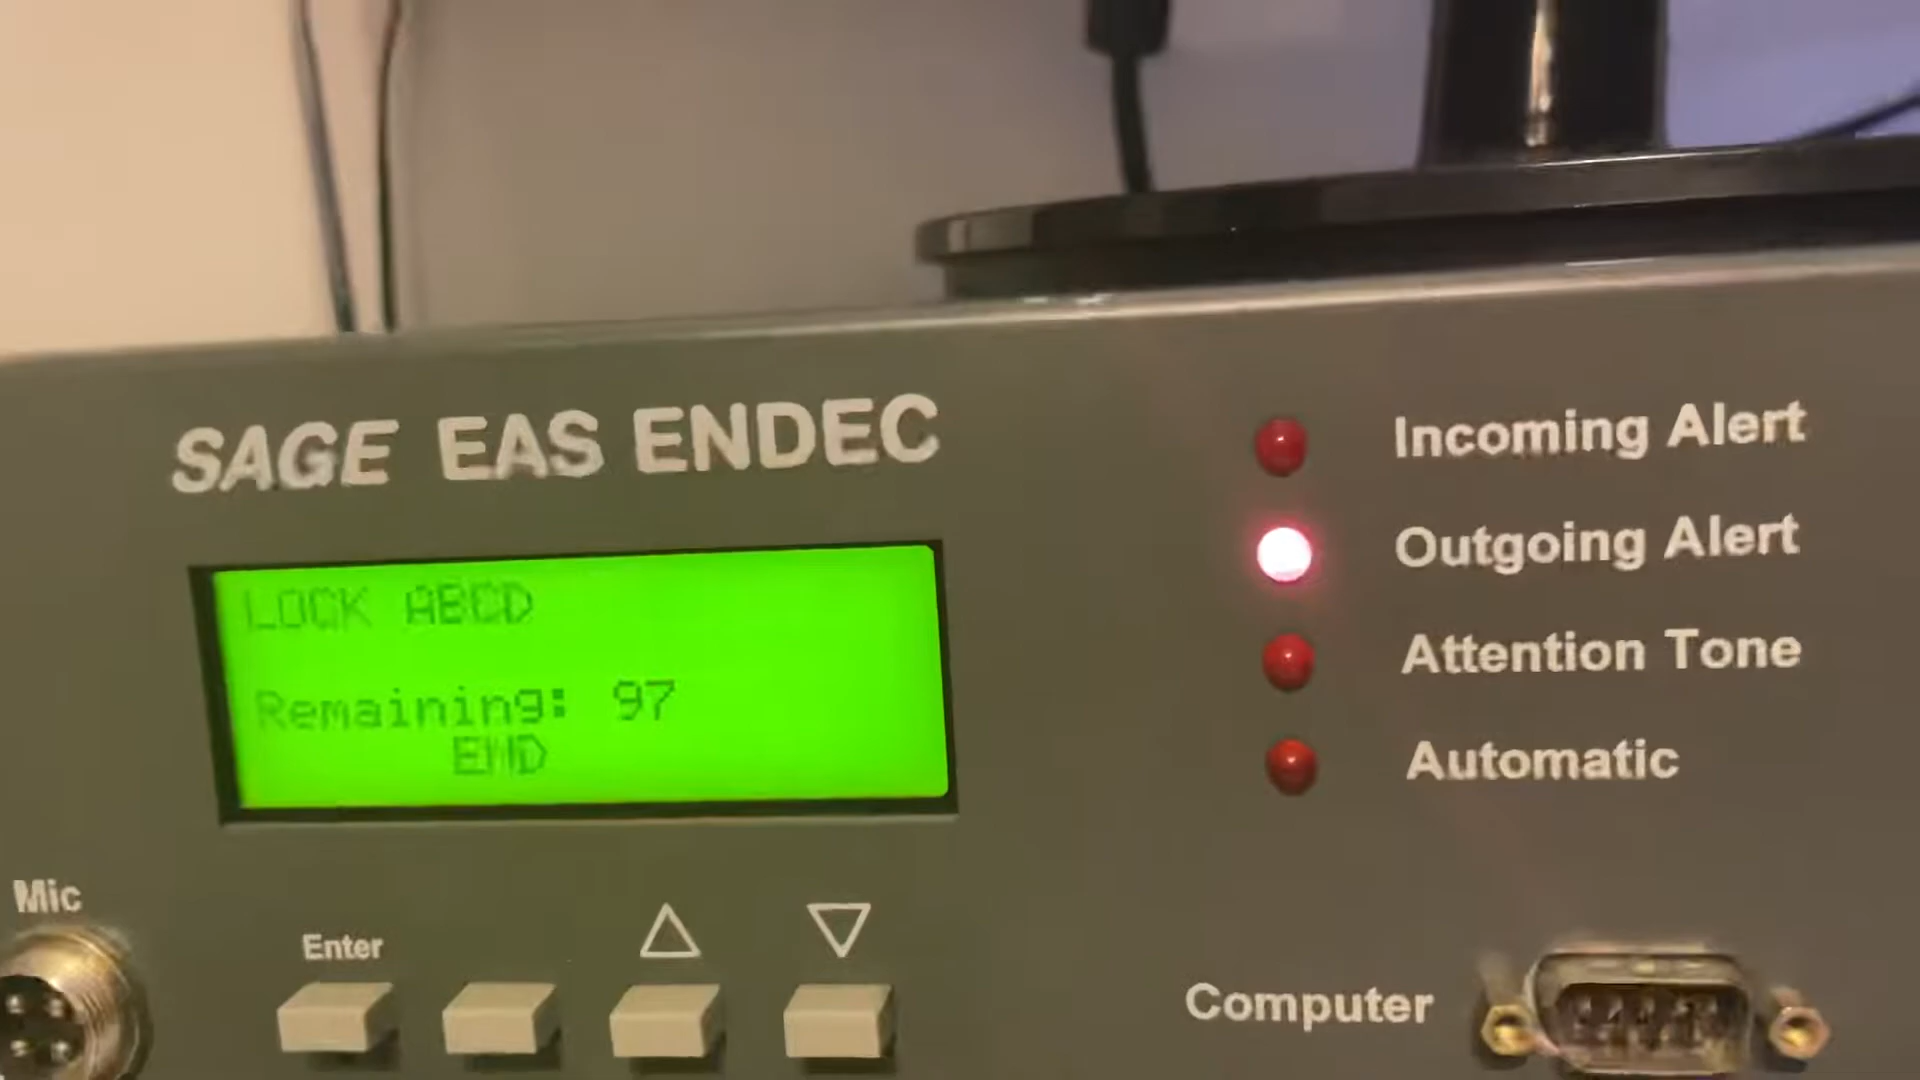 SAGE EAS ENDEC
LOCK ABCD
Remaining: 97
END
Incoming Alert
Outgoing Alert
Attention Tone
Automatic
Mic
Enter
Computer